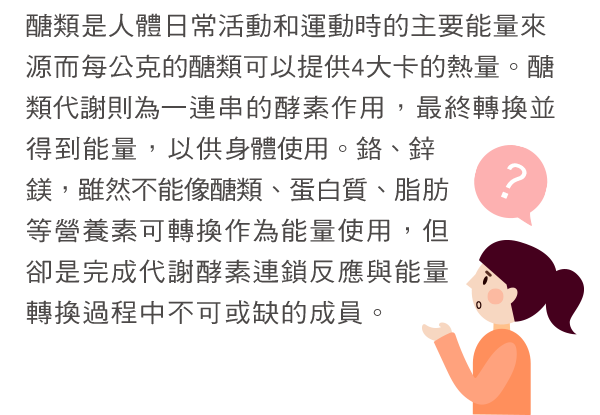 醣類是人體日常活動和運動時的主要能量來
源而每公克的醣類可以提供4大卡的熱量。醣
類代謝則為一連串的酵素作用，最終轉換並
得到能量，以供身體使用。鉻、鋅
鎂，雖然不能像醣類、蛋白質、脂肪
等營養素可轉換作為能量使用，但
卻是完成代謝酵素連鎖反應與能量
轉換過程中不可或缺的成員。
?